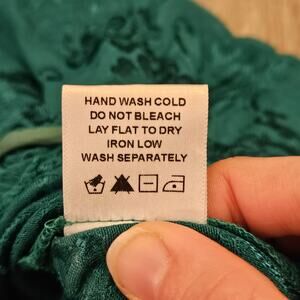 HAND WASH COLD
DO NOT BLEACH
LAY FLAT TO DRY
IRON LOW
WASH SEPARATELY